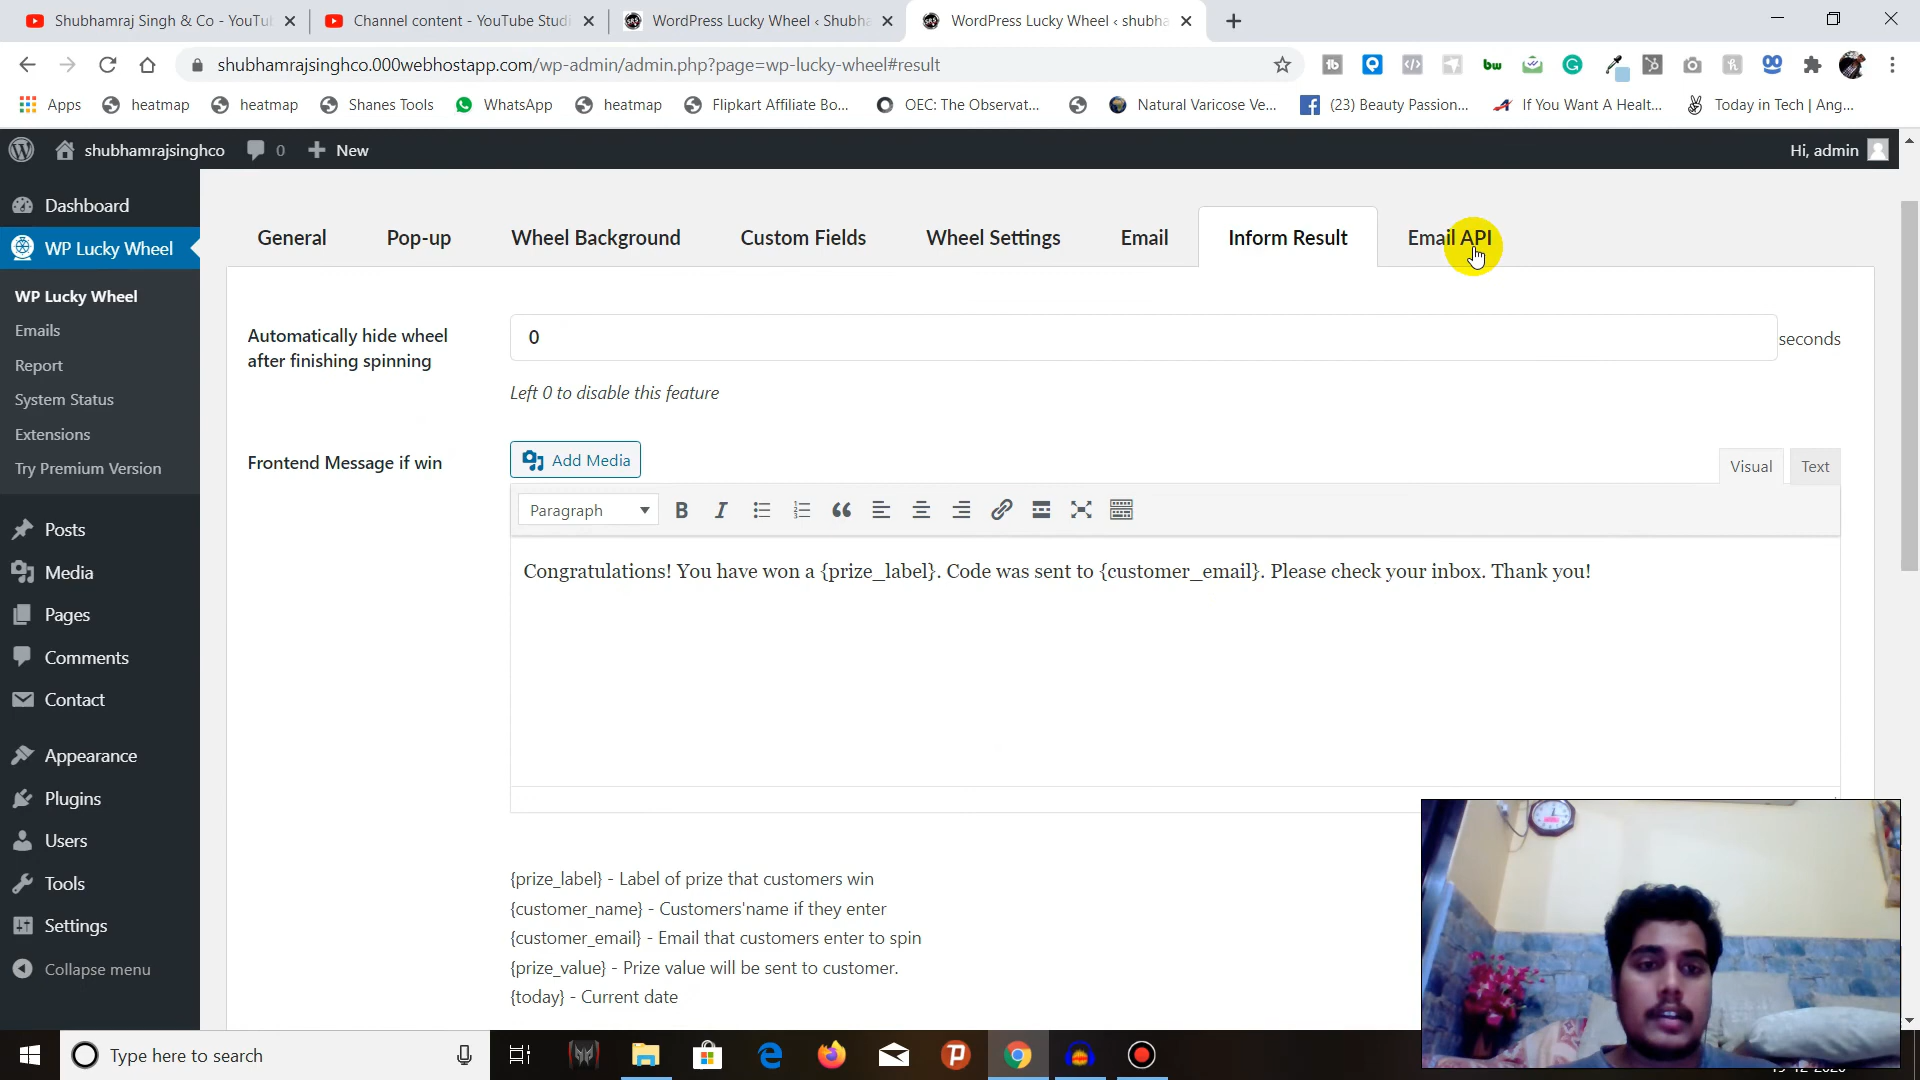 Shubhamraj Singh & Co - YouTu
Channel content - YouTube Studi
WordPress Lucky Wheel ‹ Shubha
WordPress Lucky Wheel ‹ shubha
shubhamrajsinghco.000webhostapp.com/wp-admin/admin.php?page=wp-lucky-wheel#result
Apps
heatmap
heatmap
Shanes Tools
WhatsApp
heatmap
Flipkart Affiliate Bo...
OEC: The Observat...
Natural Varicose Ve...
(23) Beauty Passion...
If You Want A Healt...
Today in Tech | Ang...
shubhamrajsinghco
0
New
Hi, admin
Dashboard
WP Lucky Wheel
WP Lucky Wheel
Emails
Report
System Status
Extensions
Try Premium Version
Posts
Media
Pages
Comments
Contact
Appearance
Plugins
Users
Tools
Settings
Collapse menu
General
Pop-up
Wheel Background
Custom Fields
Wheel Settings
Email
Inform Result
Email API
Automatically hide wheel
after finishing spinning
0
seconds
Left 0 to disable this feature
Frontend Message if win
Add Media
Visual
Text
Paragraph
Congratulations! You have won a {prize_label}. Code was sent to {customer_email}. Please check your inbox. Thank you!
{prize_label} - Label of prize that customers win
{customer_name} - Customers'name if they enter
{customer_email} - Email that customers enter to spin
{prize_value} - Prize value will be sent to customer.
{today} - Current date
Type here to search